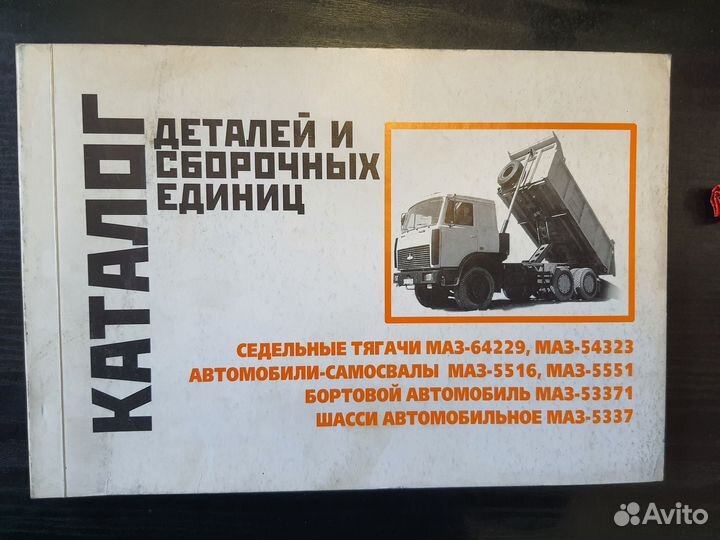 КАТАЛОГ
ДЕТАЛЕЙ И
СБОРОЧНЫХ
ЕДИНИЦ
СЕДЕЛЬНЫЕ ТЯГАЧИ МАЗ-64229, МАЗ-54323
АВТОМОБИЛИ-САМОСВАЛЫ МАЗ-5516, МАЗ-5551
БОРТОВОЙ АВТОМОБИЛЬ МАЗ-53371
ШАССИ АВТОМОБИЛЬНОЕ МАЗ-5337
Avito